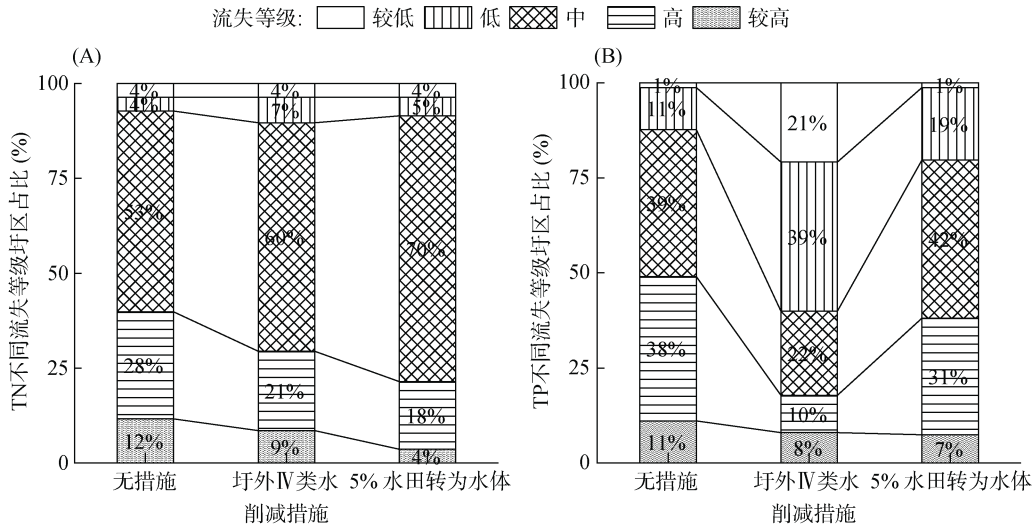 流失等级: 较低 低 中 高 较高
(A)
TN不同流失等级圩区占比 (%)
100
75
50
25
0
4% 4% 4%
4% 7% 5%
53% 60% 70%
28% 21% 18%
12% 9% 4%
无措施 圩外Ⅳ类水 5% 水田转为水体
削减措施
(B)
TP不同流失等级圩区占比 (%)
100
75
50
25
0
1% 21% 1%
11% 39% 19%
39% 22% 42%
38% 10% 31%
11% 8% 7%
无措施 圩外Ⅳ类水 5% 水田转为水体
削减措施